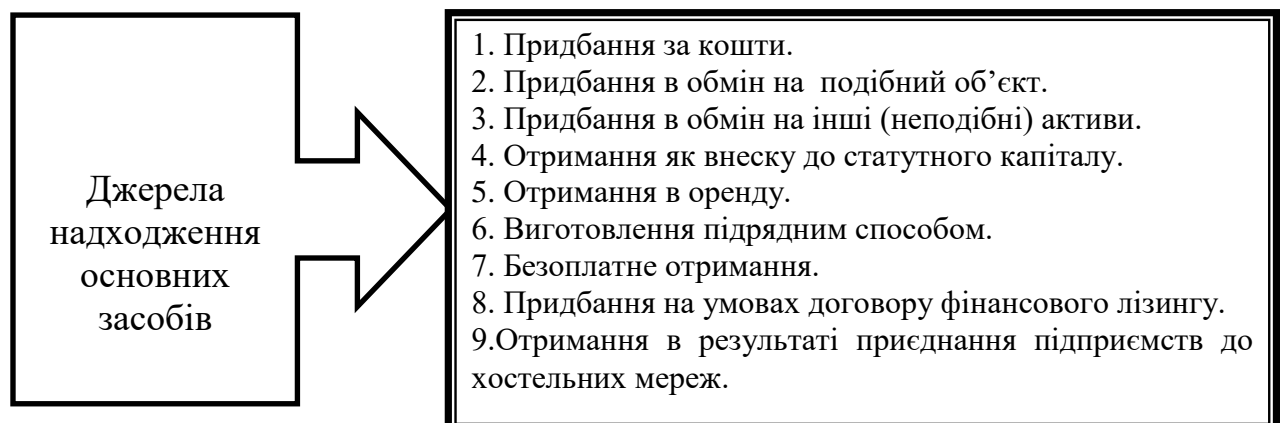 Джерела
надходження
основних
засобів
1. Придбання за кошти.
2. Придбання в обмін на подібний об’єкт.
3. Придбання в обмін на інші (неподібні) активи.
4. Отримання як внеску до статутного капіталу.
5. Отримання в оренду.
6. Виготовлення підрядним способом.
7. Безоплатне отримання.
8. Придбання на умовах договору фінансового лізингу.
9.Отримання в результаті приєднання підприємств до
хостельних мереж.